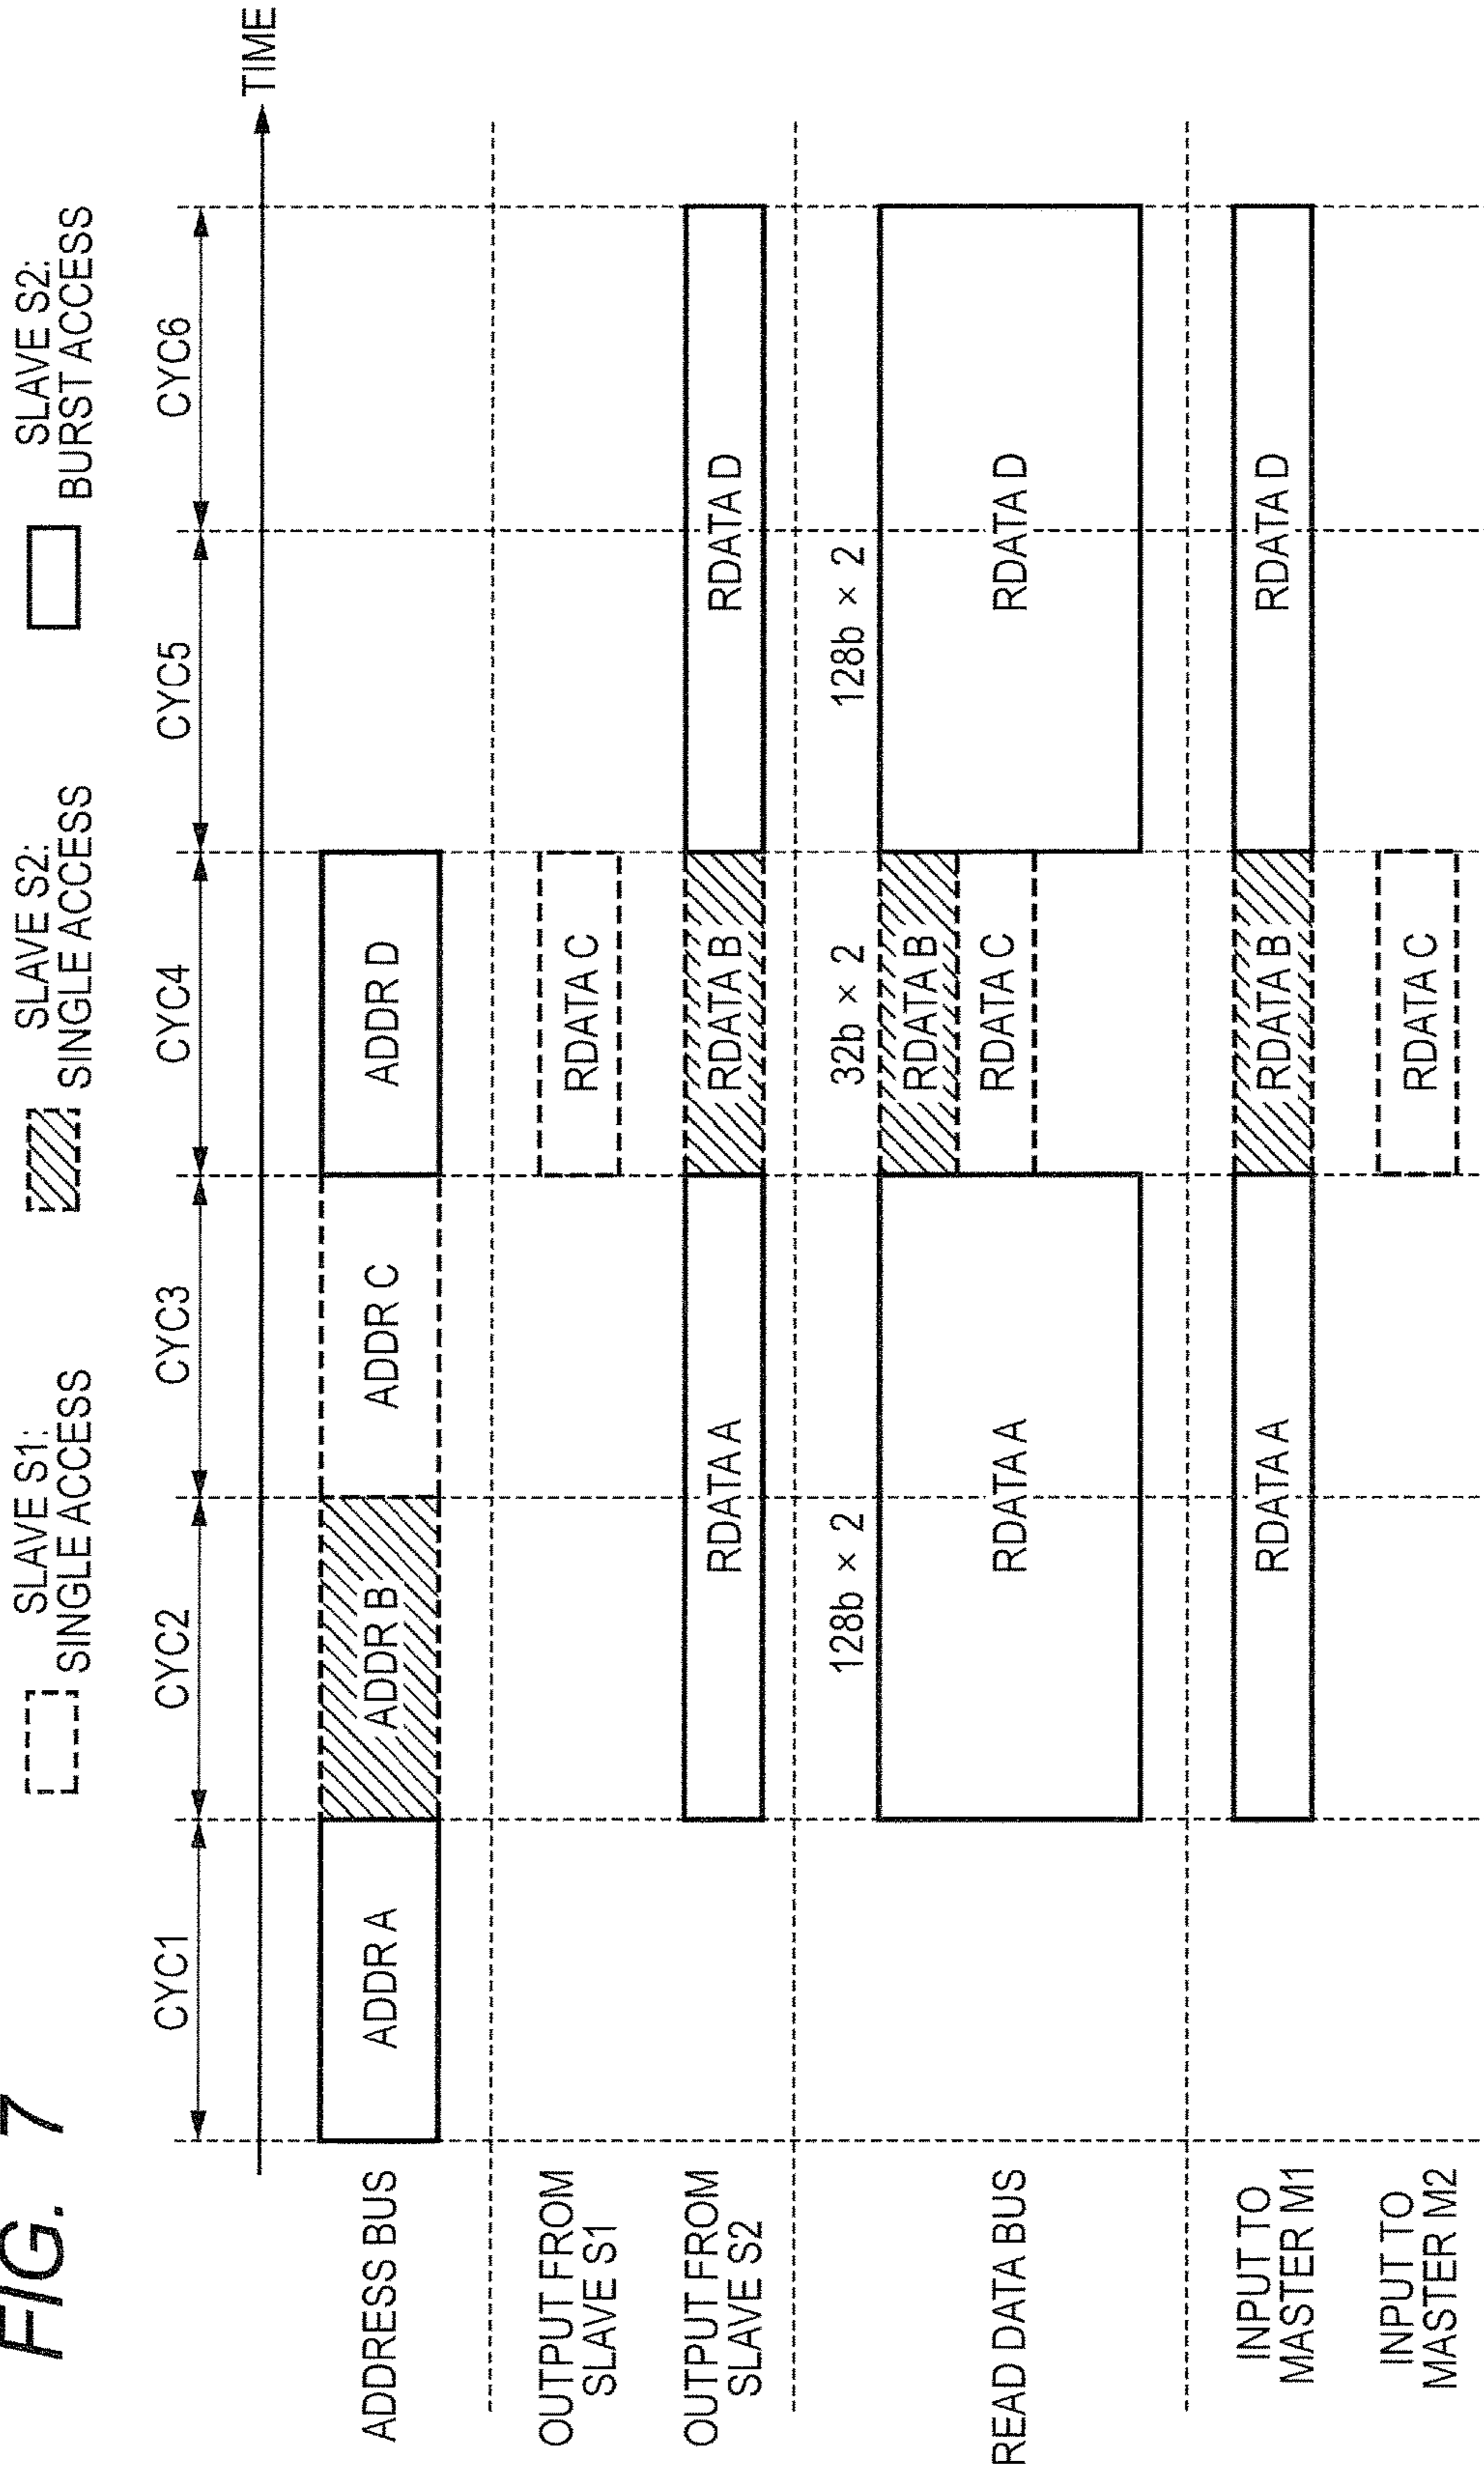 FIG. 7
SLAVE S1:
SINGLE ACCESS
SLAVE S2:
SINGLE ACCESS
SLAVE S2:
BURST ACCESS
CYC1
CYC2
CYC3
CYC4
CYC5
CYC6
TIME
ADDRESS BUS
ADDR A
ADDR B
ADDR C
ADDR D
OUTPUT FROM
SLAVE S1
RDATA C
OUTPUT FROM
SLAVE S2
RDATA A
RDATA B
RDATA D
128b × 2
32b × 2
128b × 2
READ DATA BUS
RDATA A
RDATA B
RDATA C
RDATA D
INPUT TO
MASTER M1
RDATA A
RDATA B
RDATA D
INPUT TO
MASTER M2
RDATA C